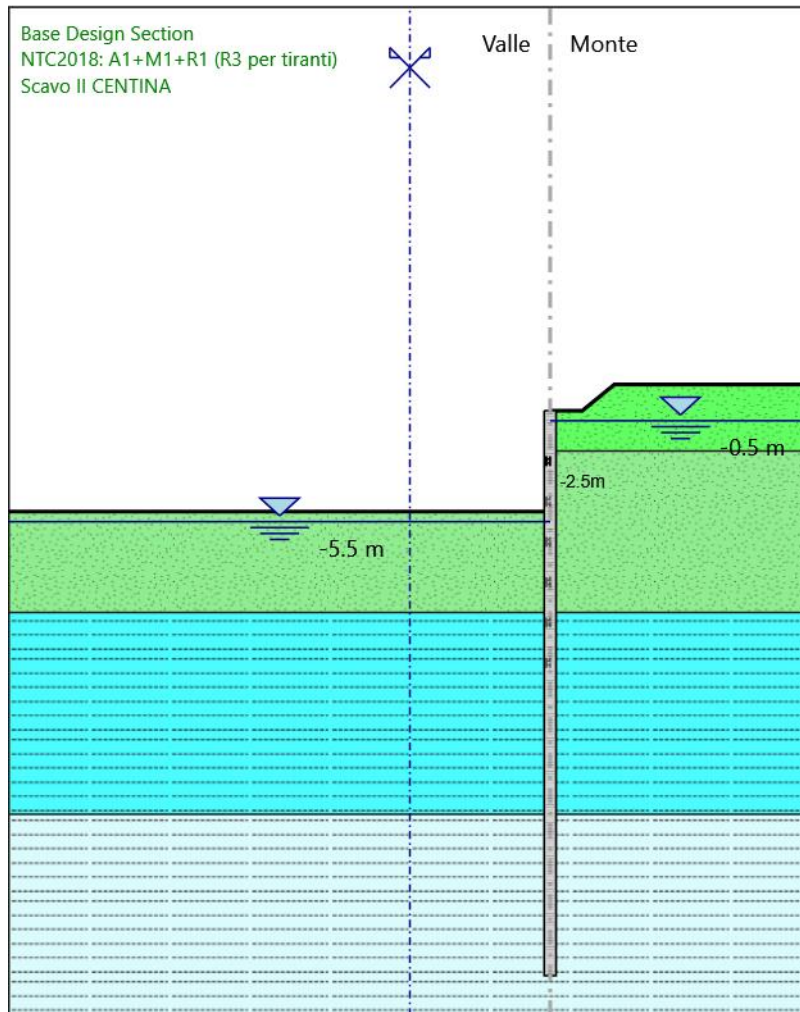 Base Design Section
NTC2018: A1+M1+R1 (R3 per tiranti)
Scavo II CENTINA
Valle
Monte
-0.5 m
-2.5m
-5.5 m